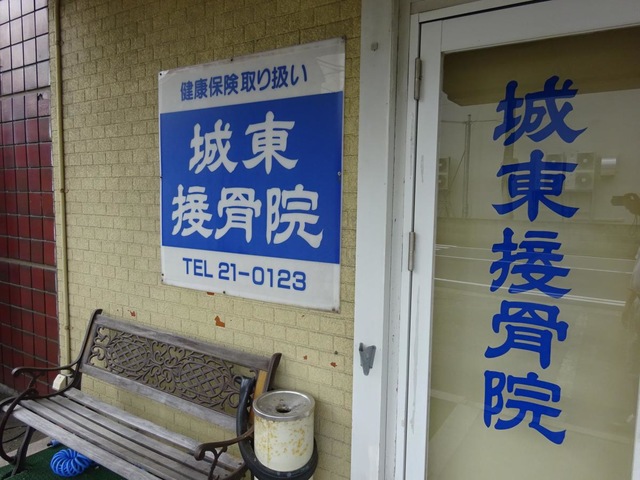 健康保険取り扱い
城東
接骨院
TEL 21-0123
城東接骨院